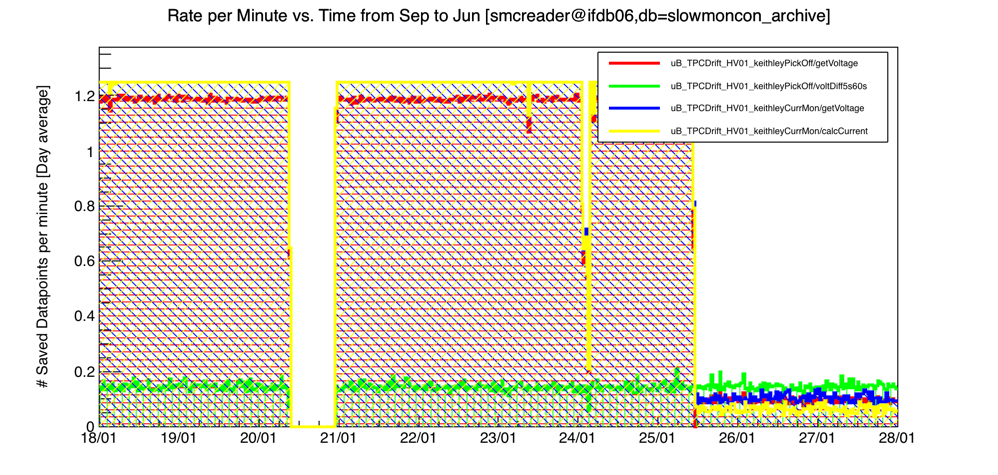 Rate per Minute vs. Time from Sep to Jun [smcreader@ifdb06,db=slowmoncon_archive]
# Saved Datapoints per minute [Day average]
uB_TPCDrift_HV01_keithleyPickOff/getVoltage
uB_TPCDrift_HV01_keithleyPickOff/voltDiff5s60s
uB_TPCDrift_HV01_keithleyCurrMon/getVoltage
uB_TPCDrift_HV01_keithleyCurrMon/calcCurrent
1.2
1
0.8
0.6
0.4
0.2
0
18/01 19/01 20/01 21/01 22/01 23/01 24/01 25/01 26/01 27/01 28/01